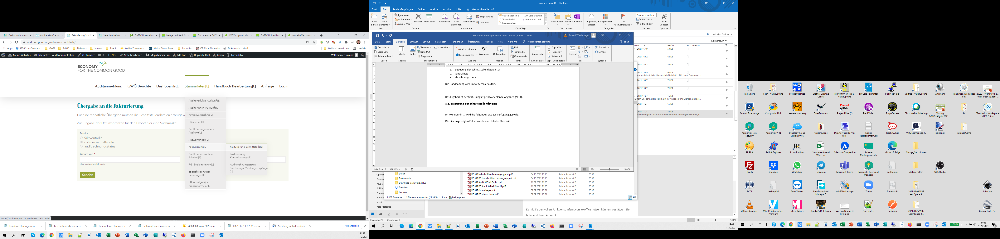 Dashboard ‹ Inters
Auditauskunft – Int
Fakturierung Schn
Seite bearbeiten ‹
DATEV Unternehm
Belege und Bank |
Documents • DATE
DATEV Upload Ma
DATEV Upload Ma
Aktuelle Version vo
audit.ecogood.org/collmex-schnittstelle/
Apps
QR-Code-Generato...
GWÖ
ReWiG
Netzwerk
Intranet
E-Auto
Wetter Tussenhaus...
Wetter Tussenhaus...
Importiert
QR Code Generator
Dokumente kostenl...
Weitere Lesezeichen
Leseliste
Meine Websites
Interactive - AuditAdministration
Customizer
0
Neu
Seite bearbeiten
Maps Marker Pro
Edit Live
Duplicate Post
Avada
Formidable
Willkommen, roland
ECONOMY
FOR THE COMMON GOOD
Auditanmeldung
GWÖ Berichte
Dashboards[L]
Stammdaten[L]
Handbuch Bearbeitung[L]
Anfrage
Login
Auditprodukte-Auskunft[L]
AuditorInnen-Auskunft[L]
Firmenverzeichnis[L]
_Branchen[L]
Zertifizierungsstellen-
Auskunft[L]
Auswertungen[L]
Fakturierung[L]
Audit Serviceroutinen
(Marker)[L]
PG_BegleiterInnen[L]
eBericht-Benutzer
beantragen[L]
FIT Anzeige (4) –
Prozessformular[L]
Fakturierung Schnittstelle[L]
Fakturierung
Kontrollanzeige[L]
Auditrechnungsstatus
(Rechnungs-/Zahlungsvorgänge)
[L]
Übergabe an die Fakturierung
Für eine monatliche Übergabe müssen die Schnittstellendateien erzeugt w
Zur Eingabe der Datumsgrenzen für den Export hier eine Suchmaske:
Modus
faktkontrolle
collmex-schnittstelle
auditrechnungsstatus
Datum von *
der erste des Monats
Senden
https://audit.ecogood.org/collmex-schnittstelle/
kundenrechnungen.csv
lieferantenrechnun....csv
lieferantenrechnun....csv
lieferantenrechnun....csv
4000000_vom_202....eml
2021-12-11-07-09-....csv
Schulungsunterla....docx
Alle anzeigen
14:43
11.12.2021
lexoffice - privat1 - Outlook
Datei
Start
Senden/Empfangen
Ordner
Ansicht
Add-Ins
Hilfe
Was möchten Sie tun?
Neue
E-Mail
Neue
Elemente
Neu
Ignorieren
Aufräumen
Junk-E-Mail
Löschen
Archivieren
Löschen
Antworten
Allen
antworten
Weiterleiten
Besprechung
Weitere
Antworten
Verschieben in: ?
Team-E-Mail
Neu erstellen
An Vorgesetzte(n)
Antworten und...
QuickSteps
Verschieben
Regeln
OneNote
Verschieben
Ungelesen/
Gelesen
Kategorisieren
Zur
Nachverfolgung
Kategorien
Personen suchen
Adressbuch
E-Mail filtern
Suchen
Laut
vorlesen
Sprache
Aktueller Ordner
Nach Datum
GRÖßE
KATEGORIEN
.11.2021 16:19
59 KB
.11.2021 16:02
63 KB
2021 15:52
58 KB
2021 13:09
60 KB
nungsdaten) steht bis einschließlich 26.11.2021 zum Download b...
2021 13:07
71 KB
2021 13:07
71 KB
2021 11:27
15 KB
ern uns schnellstmöglich um Ihr Anliegen und werden uns zei...
2021 11:27
65 KB
2021 11:24
55 KB
onsumfang von lexoffice nutzen können, bestätigen Sie bitte je...
Schulungsunterlagen-GWO-Audit-Tool-v1_5.docx - Word
Roland Wiedemeyer
Datei
Start
Einfügen
Entwurf
Layout
Referenzen
Sendungen
Überprüfen
Ansicht
Hilfe
Nitro Pro
Was möchten Sie tun?
Teilen
Deckblatt
Leere Seite
Seitenumbruch
Seiten
Tabelle
Tabellen
Bilder
Formen
SmartArt
Diagramm
Screenshot
Illustrationen
Add-Ins abrufen
Meine Add-Ins
Wikipedia
Add-Ins
Onlinevideos
Medien
Link
Textmarke
Querverweis
Links
Kommentar
Kommentare
Kopfzeile
Fußzeile
Seitenzahl
Kopf- und Fußzeile
Textfeld
Text
Formel
Symbol
Symbole
1. Erzeugung der Schnittstellendateien (1)
2. Kontrollliste
3. Abrechnungscheck
Die Handhabung wird im weiteren erläutert.
Das Ergebnis ist der Status ungültige bzw. fehlende Angaben (NOK).
8.1. Erzeugung der Schnittstellendateien
Im Menüpunkt ... wird die folgende Seite zur Verfügung gestellt.
Die hier angezeigten Felder werden auf Inhalte überprüft.
Seite 2 von 5
384 Wörter
100 %
Optiker
Panason
Paypal
Phillipc
Photos
Pinteres
pixelio
Polo Motorrad
Daten
Dokumente
Download_archiv bis 201901
Dropbox
Lexware
RE 555 Isabella Klien Lernwegsupport.pdf
04.10.2021 16:16
Adobe Acrobat D...
25 KB
RE 555 KO Isabella Klien Lernwegsupport.pdf
04.10.2021 16:16
Adobe Acrobat D...
26 KB
RE 553 Audit WEtell GmbH.pdf
16.09.2021 21:25
Adobe Acrobat D...
25 KB
RE 553 KO Audit WEtell GmbH.pdf
16.09.2021 21:25
Adobe Acrobat D...
26 KB
RE 547 simon bayer.pdf
02.09.2021 10:51
Adobe Acrobat D...
25 KB
RE 547 KO simon bayer.pdf
02.09.2021 10:51
Adobe Acrobat D...
26 KB
1.003 Elemente
1 Element ausgewählt (24,5 KB)
Status:
Freigegeben
Damit Sie den vollen Funktionsumfang von lexoffice nutzen können, bestätigen Sie
bitte jetzt Ihren Account.
Elemente: 21
Ungelesen: 5
100 %
14:43
11.12.2021
Papierkorb
Scan - Verknüpfung
Brother Utilities
Brother Creative
Center
DirPrintOK_x64.exe -
Verknüpfung
SD Card Formatter
PuTTY (64-bit)
Vortrag - Verknüpfung
AlterCam
Translation Workspace
Tools
200831_Workflowbe...
Audit_Peer_02.pptx ...
Acronis True Image
CompanionLink
Lexware büro easy
ElsterFormular
ProjectLibre (2)
Prezi Video
Snap Camera
Cisco Webex Meetings
Vortrag
ReWiG_Allgäu_2021_...
SK
Translation Workspace
XLIFF Editor
Kaspersky Total
Security
Kaspersky VPN
Synology Cloud
Station Drive
weitere Apps
Directory List & Print
(Pro)
Neues
Textdokument.txt
Rocket.Chat
WBS LearnSpace 3D
paint.net
Intranet Cams
PicPick
R-Link Explorer
RLinkToolbox
Stundenaufwand
Web.xlsx
Atlassian Companion
Sicherer
Zahlungsverkehr
Microsoft Edge
Ablage_Geschlossen
FileZilla
Dropbox
WhatsApp
Telegram
Microsoft Teams
Kaspersky Password
Manager
desktop.ini
Ablage_Offen
OBS Studio
FCCI
desktop.ini
TeamViewer
Free Download
Manager 5
Win32DiskImager
Zoom
Thumbs.db
2021.03.09 WBS
LearnSpace 3...
Inkscape
VLC media player
MAGIX Video deluxe
Premium
Music Maker
Roadkil's Disk Image
Wiehag Gruppe 3
(wir).png
Notepad++
Postman
2021.03.25 WBS
LearnSpace 3...
Google Earth Pro
100%
14:43
11.12.2021